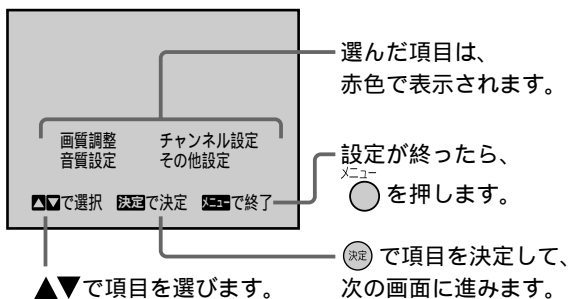 選んだ項目は、
赤色で表示されます。
画質調整 チャンネル設定
音質設定 その他設定
▲▼で選択 決定で決定 メニューで終了
設定が終ったら、
メニュー
を押します。
決定 で項目を決定して、
次の画面に進みます。
▲▼で項目を選びます。